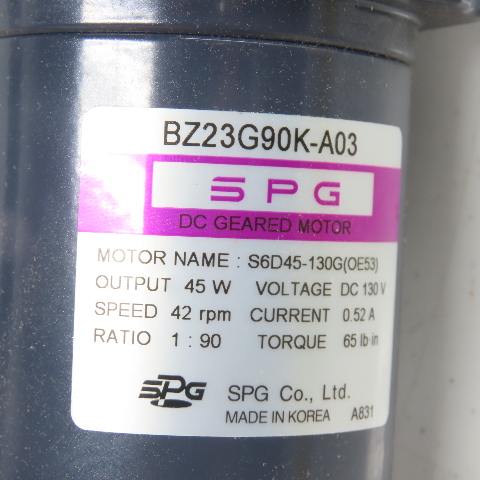 BZ23G90K-A03
SPG
DC GEARED MOTOR
MOTOR NAME : S6D45-130G(OE53)
OUTPUT 45 W VOLTAGE DC 130 V
SPEED 42 rpm CURRENT 0.52 A
RATIO 1 : 90 TORQUE 65 lb·in
SPG SPG Co., Ltd.
MADE IN KOREA A831